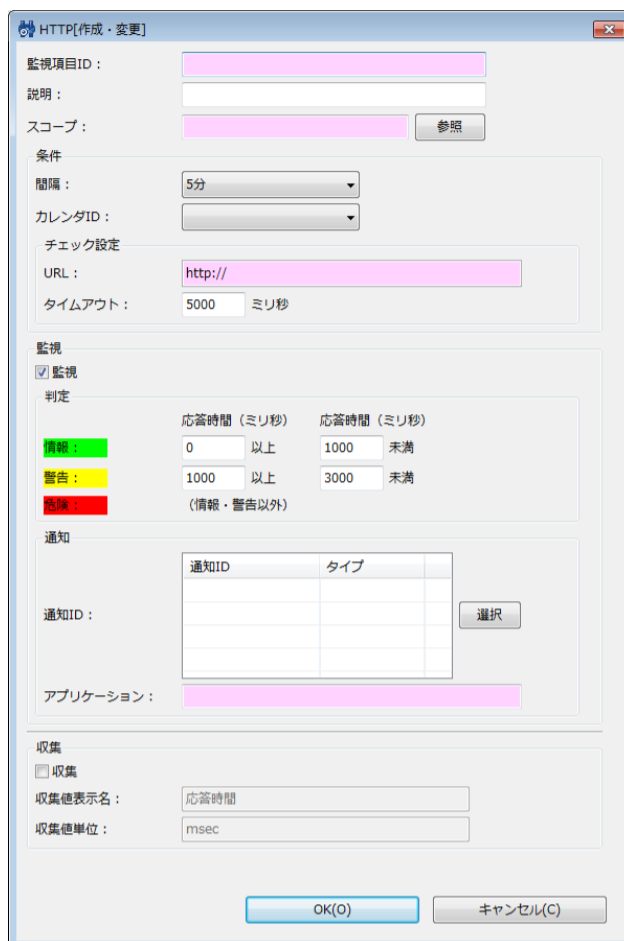 HTTP[作成・変更]
監視項目ID：
説明：
スコープ： 参照
条件
間隔： 5分
カレンダID：
チェック設定
URL： http://
タイムアウト： 5000 ミリ秒
監視
監視
判定
応答時間（ミリ秒） 応答時間（ミリ秒）
情報： 0 以上 1000 未満
警告： 1000 以上 3000 未満
危険： （情報・警告以外）
通知
通知ID タイプ
通知ID： 選択
アプリケーション：
収集
収集
収集値表示名： 応答時間
収集値単位： msec
OK(O) キャンセル(C)